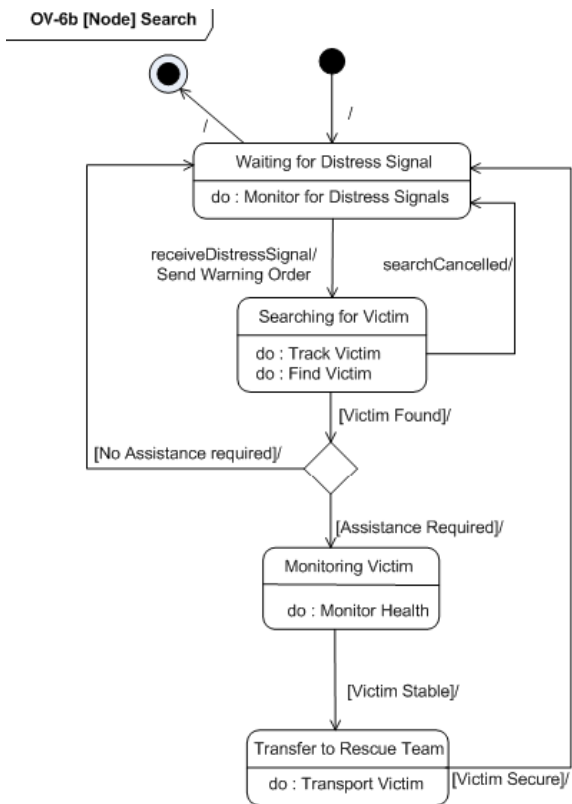 OV-6b [Node] Search
/
/
Waiting for Distress Signal
do : Monitor for Distress Signals
receiveDistressSignal/
Send Warning Order
searchCancelled/
Searching for Victim
do : Track Victim
do : Find Victim
[Victim Found]/
[No Assistance required]/
[Assistance Required]/
Monitoring Victim
do : Monitor Health
[Victim Stable]/
Transfer to Rescue Team
do : Transport Victim
[Victim Secure]/